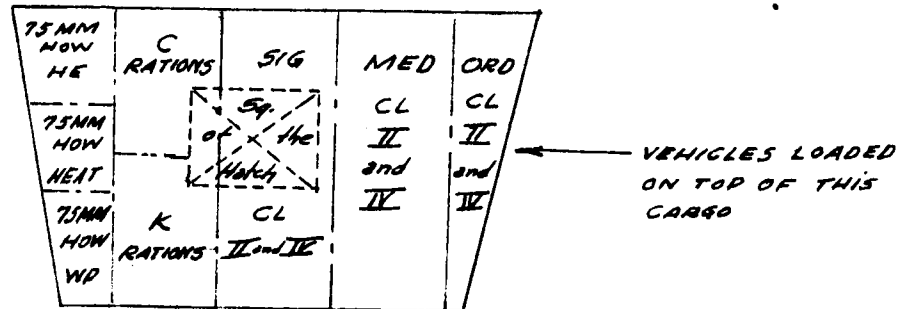 75MM
HOW
HE
75MM
HOW
HEAT
75MM
HOW
WP
C
RATIONS
K
RATIONS
SIG
Sq.
of the
Hatch
CL
II and IV
MED
CL
II
and
IV
ORD
CL
II
and
IV
VEHICLES LOADED
ON TOP OF THIS
CARGO